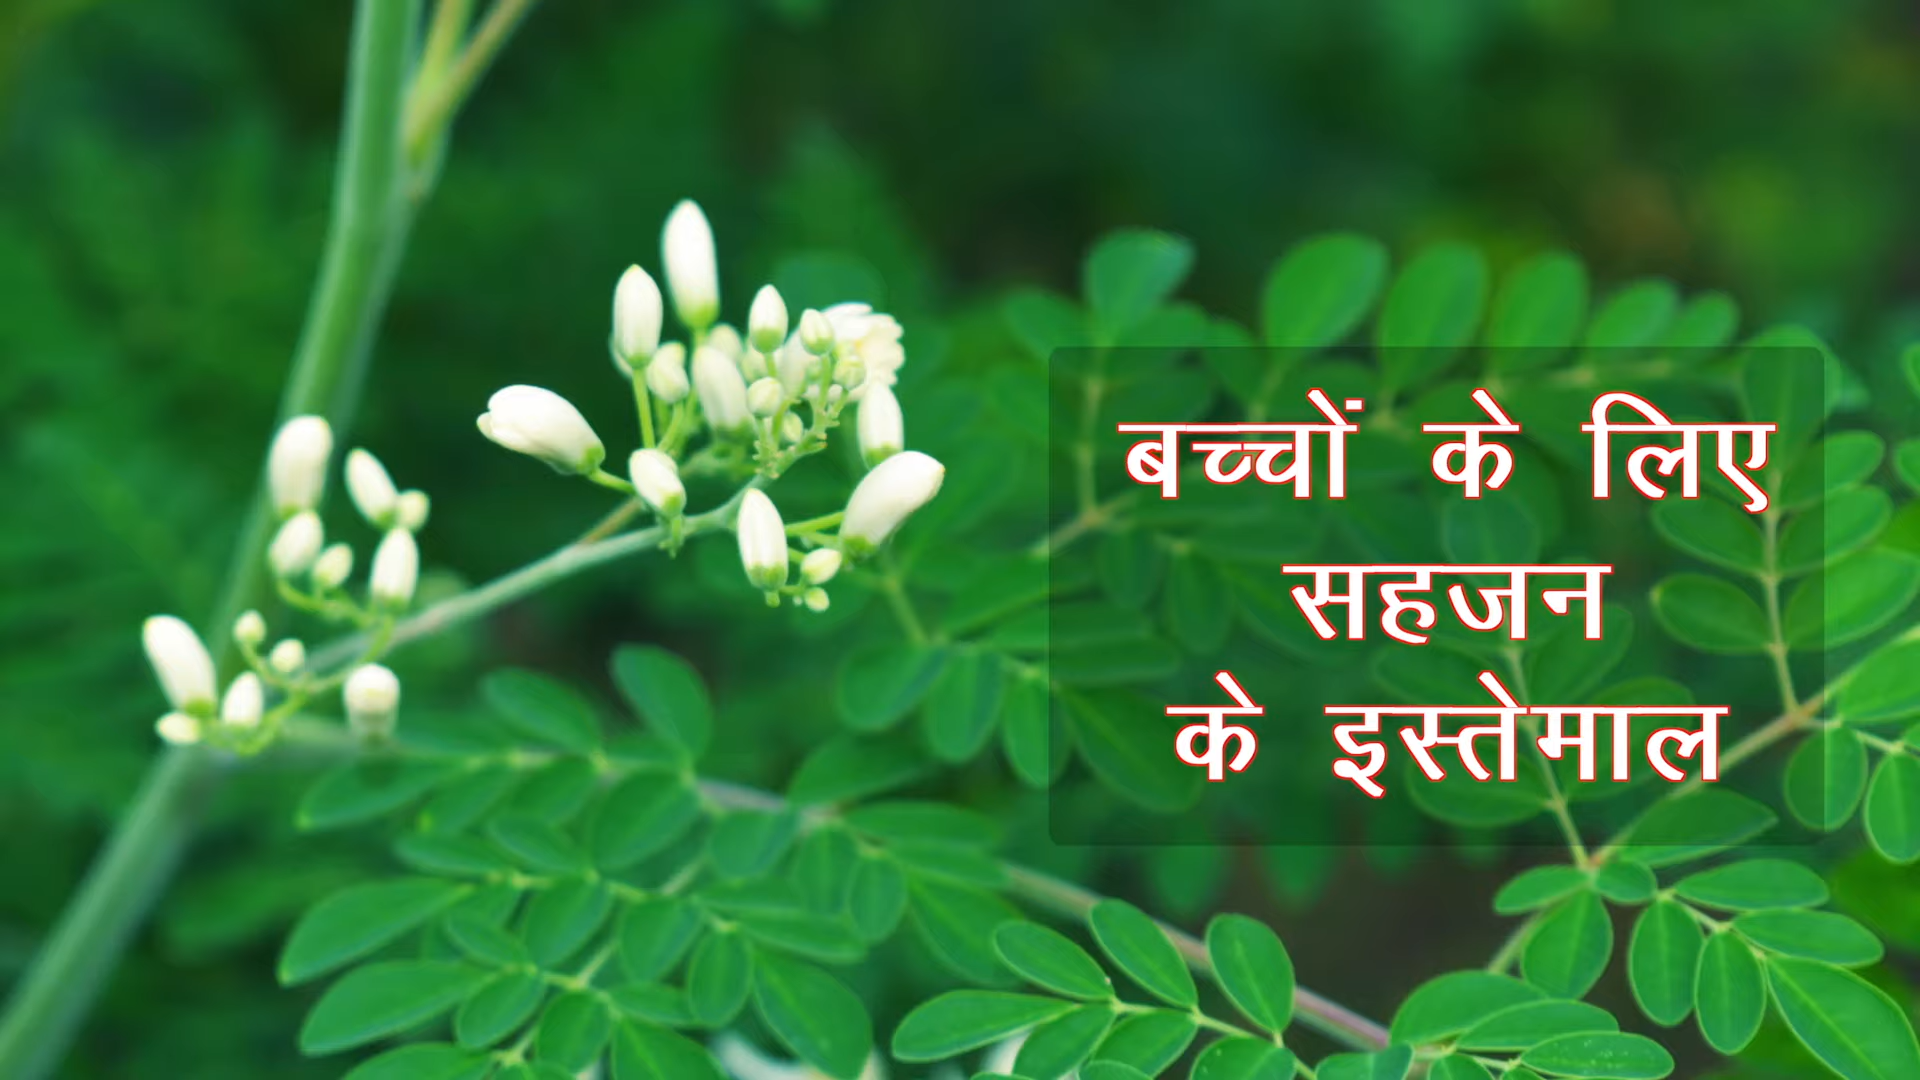 बच्चों के लिए
सहजन
के इस्तेमाल